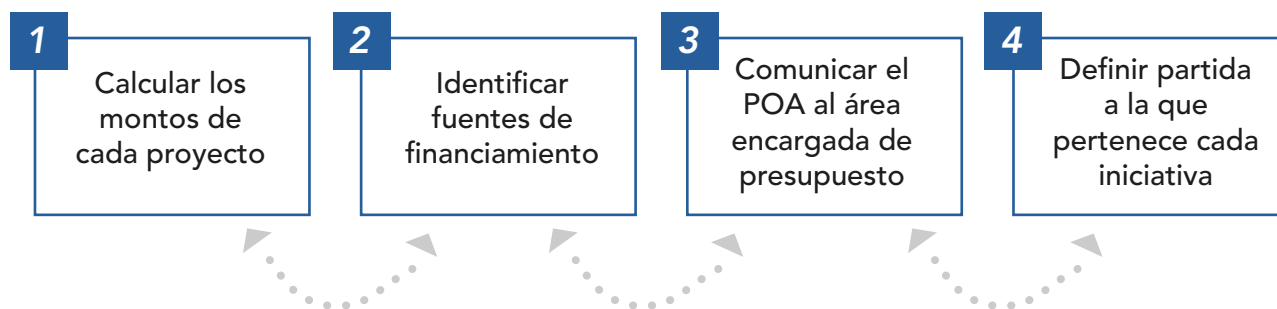 1
Calcular los
montos de
cada proyecto
2
Identificar
fuentes de
financiamiento
3
Comunicar el
POA al área
encargada de
presupuesto
4
Definir partida
a la que
pertenece cada
iniciativa